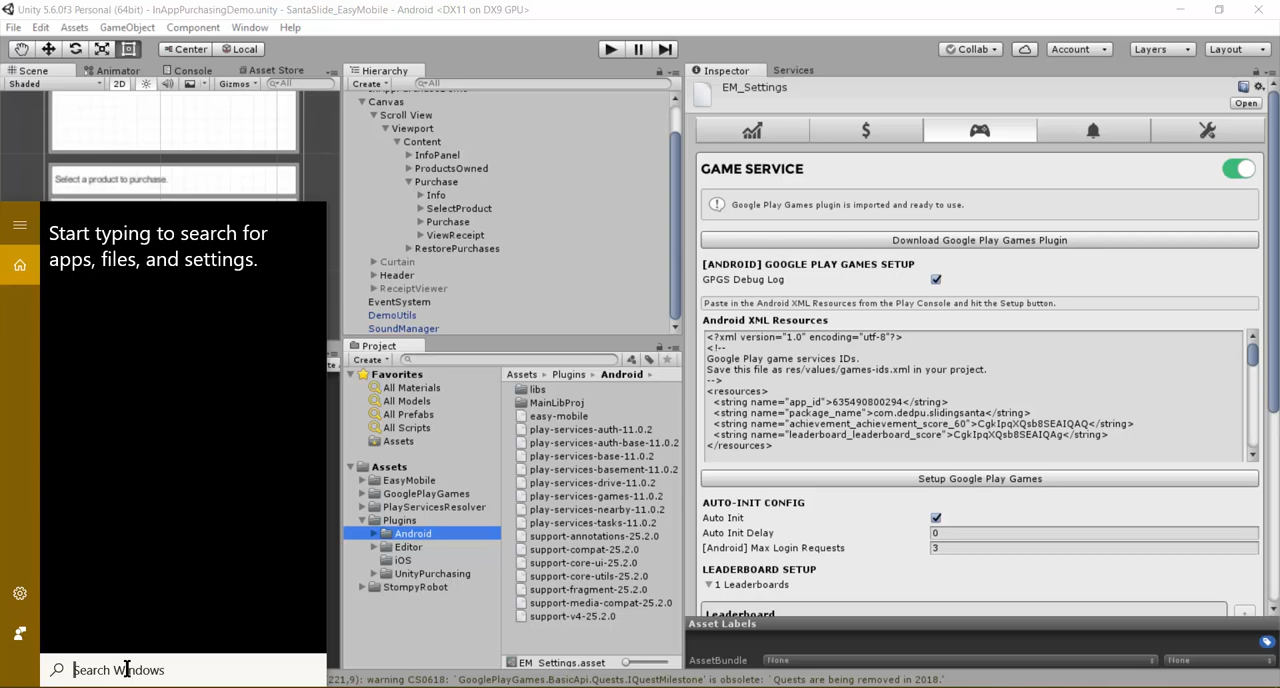 Unity 5.6.0f3 Personal (64bit) - InAppPurchasingDemo.unity - SantaSlide_EasyMobile - Android <DX11 on DX9 GPU>
File Edit Assets GameObject Component Window Help
Center Local Collab Account Layers Layout
Scene Animator Console Asset Store
Shaded 2D Gizmos All
Select a product to purchase.
Start typing to search for
apps, files, and settings.
Search Windows
Hierarchy
Create All
Canvas
Scroll View
Viewport
Content
InfoPanel
ProductsOwned
Purchase
Info
SelectProduct
Purchase
ViewReceipt
RestorePurchases
Curtain
Header
ReceiptViewer
EventSystem
DemoUtils
SoundManager
Project
Create
Favorites
All Materials
All Models
All Prefabs
All Scripts
Assets
Assets
EasyMobile
GooglePlayGames
PlayServicesResolver
Plugins
Android
Editor
iOS
UnityPurchasing
StompyRobot
Assets Plugins Android
libs
MainLibProj
easy-mobile
play-services-auth-11.0.2
play-services-auth-base-11.0.2
play-services-base-11.0.2
play-services-basement-11.0.2
play-services-drive-11.0.2
play-services-games-11.0.2
play-services-nearby-11.0.2
play-services-tasks-11.0.2
support-annotations-25.2.0
support-compat-25.2.0
support-core-ui-25.2.0
support-core-utils-25.2.0
support-fragment-25.2.0
support-media-compat-25.2.0
support-v4-25.2.0
EM_Settings.asset
Inspector Services
EM_Settings
Open
$
GAME SERVICE
Google Play Games plugin is imported and ready to use.
Download Google Play Games Plugin
[ANDROID] GOOGLE PLAY GAMES SETUP
GPGS Debug Log
Paste in the Android XML Resources from the Play Console and hit the Setup button.
Android XML Resources
<?xml version="1.0" encoding="utf-8"?>
<!--
Google Play game services IDs.
Save this file as res/values/games-ids.xml in your project.
-->
<resources>
<string name="app_id">635490800294</string>
<string name="package_name">com.dedpu.slidingsanta</string>
<string name="achievement_achievement_score_60">CgkIpqXQsb8SEAIQAQ</string>
<string name="leaderboard_leaderboard_score">CgkIpqXQsb8SEAIQAg</string>
</resources>
Setup Google Play Games
AUTO-INIT CONFIG
Auto Init
Auto Init Delay 0
[Android] Max Login Requests 3
LEADERBOARD SETUP
1 Leaderboards
Leaderboard
Asset Labels
AssetBundle None None
221,9): warning CS0618: `GooglePlayGames.BasicApi.Quests.IQuestMilestone' is obsolete: `Quests are being removed in 2018.'